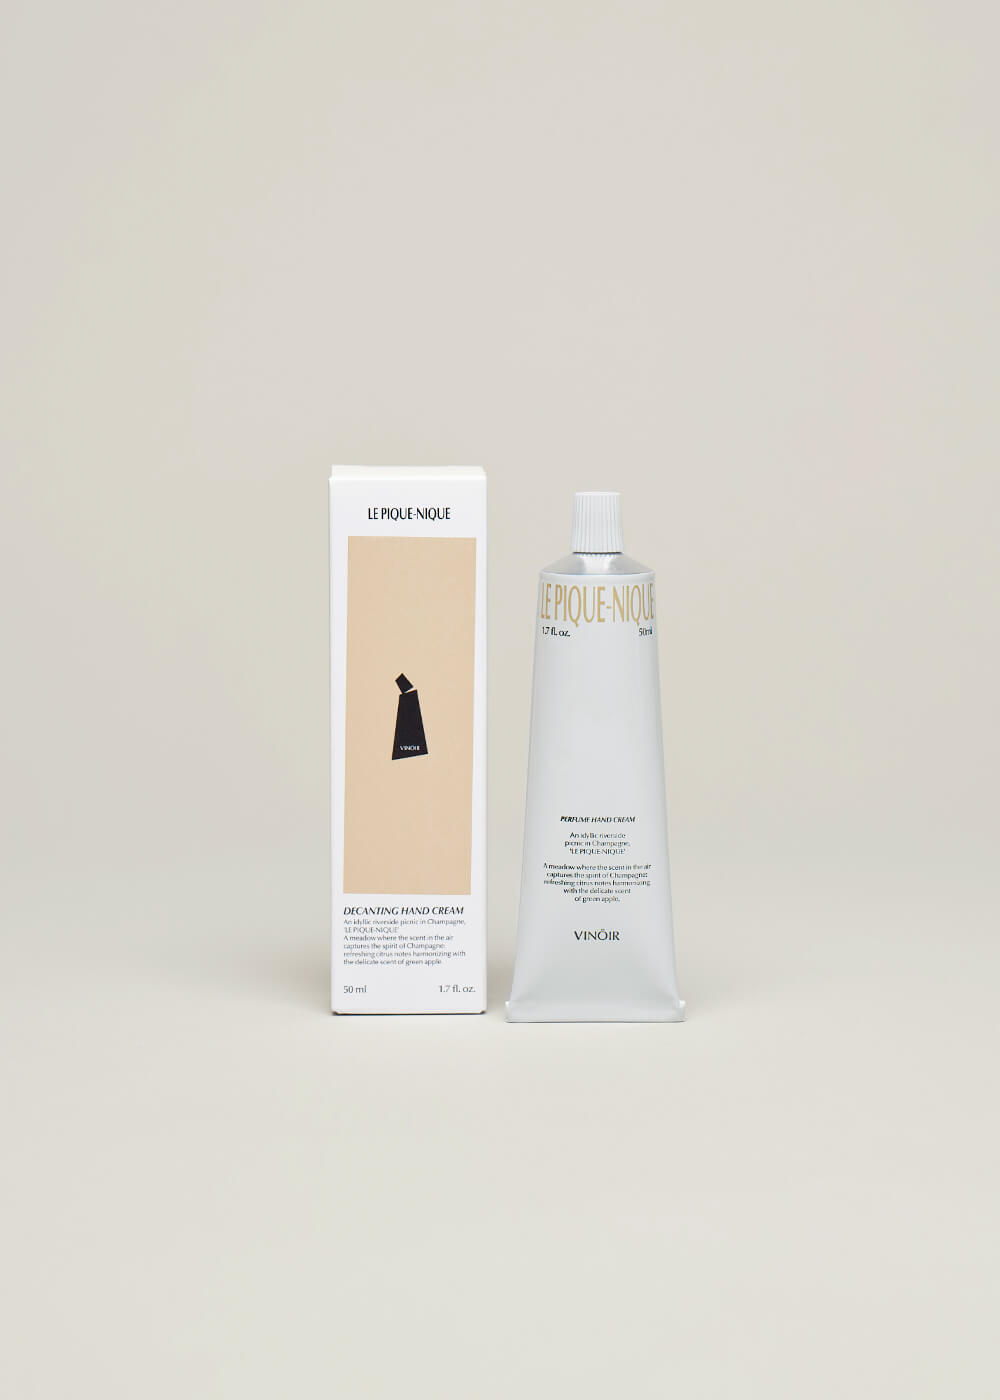 LE PIQUE-NIQUE
VINÖIR
DECANTING HAND CREAM
An idyllic riverside picnic in Champagne,
'LE PIQUE-NIQUE'
A meadow where the scent in the air
captures the spirit of Champagne:
refreshing citrus notes harmonizing with
the delicate scent of green apple.
50 ml 1.7 fl. oz.
LE PIQUE-NIQUE
1.7 fl. oz. 50ml
PERFUME HAND CREAM
An idyllic riverside
picnic in Champagne,
'LE PIQUE-NIQUE'
A meadow where the scent in the air
captures the spirit of Champagne:
refreshing citrus notes harmonizing
with the delicate scent
of green apple.
VINÖIR